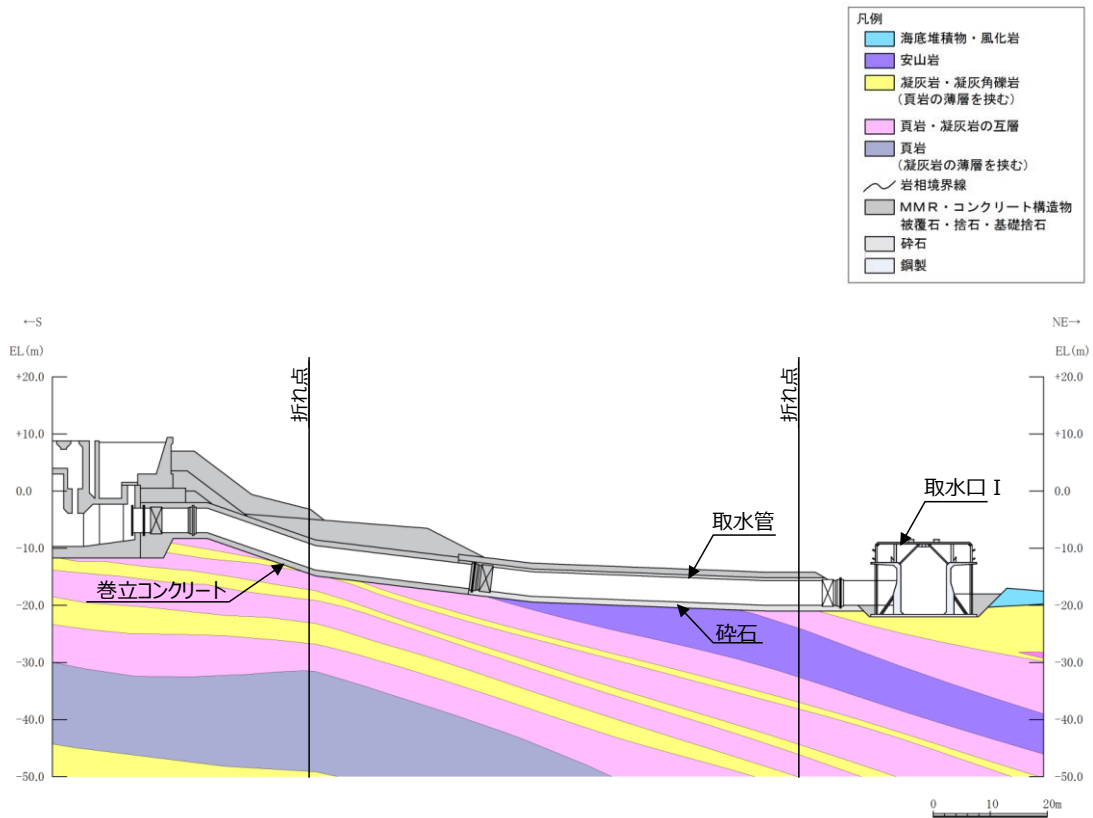 凡例
海底堆積物・風化岩
安山岩
凝灰岩・凝灰角礫岩
(頁岩の薄層を挟む)
頁岩・凝灰岩の互層
頁岩
(凝灰岩の薄層を挟む)
岩相境界線
MMR・コンクリート構造物
被覆石・捨石・基礎捨石
砕石
鋼製
←S
NE→
EL(m)
EL(m)
+20.0
折れ点
折れ点
+20.0
+10.0
+10.0
0.0
取水口Ⅰ
0.0
取水管
-10.0
-10.0
巻立コンクリート
-20.0
砕石
-20.0
-30.0
-30.0
-40.0
-40.0
-50.0
-50.0
0 10 20m